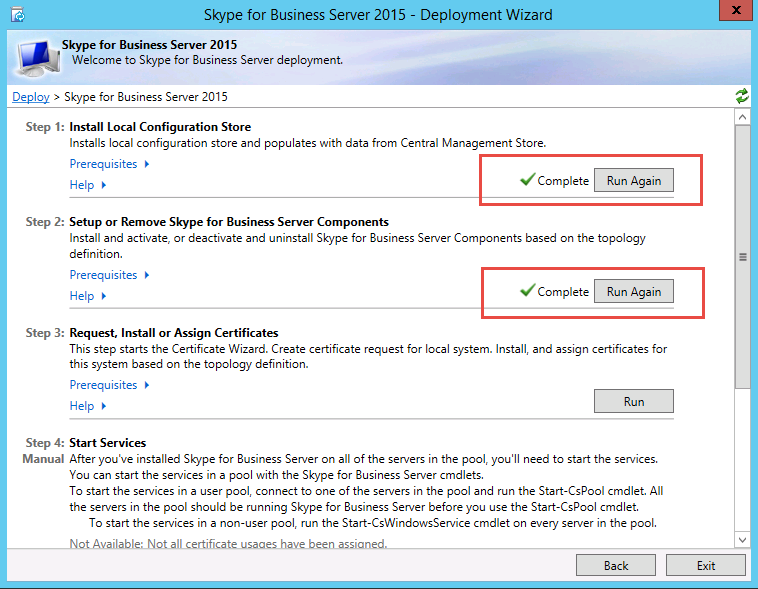 Skype for Business Server 2015 - Deployment Wizard
x
Skype for Business Server 2015
Welcome to Skype for Business Server deployment.
Deploy > Skype for Business Server 2015
Step 1: Install Local Configuration Store
Installs local configuration store and populates with data from Central Management Store.
Prerequisites
Help
Complete Run Again
Step 2: Setup or Remove Skype for Business Server Components
Install and activate, or deactivate and uninstall Skype for Business Server Components based on the topology
definition.
Prerequisites
Help
Complete Run Again
Step 3: Request, Install or Assign Certificates
This step starts the Certificate Wizard. Create certificate request for local system. Install, and assign certificates for
this system based on the topology definition.
Prerequisites
Help
Run
Step 4: Start Services
Manual After you've installed Skype for Business Server on all of the servers in the pool, you'll need to start the services.
You can start the services in a pool with the Skype for Business Server cmdlets.
To start the services in a user pool, connect to one of the servers in the pool and run the Start-CsPool cmdlet. All
the servers in the pool should be running Skype for Business Server before you use the Start-CsPool cmdlet.
To start the services in a non-user pool, run the Start-CsWindowsService cmdlet on every server in the pool.
Not Available: Not all certificate usages have been assigned.
Back Exit